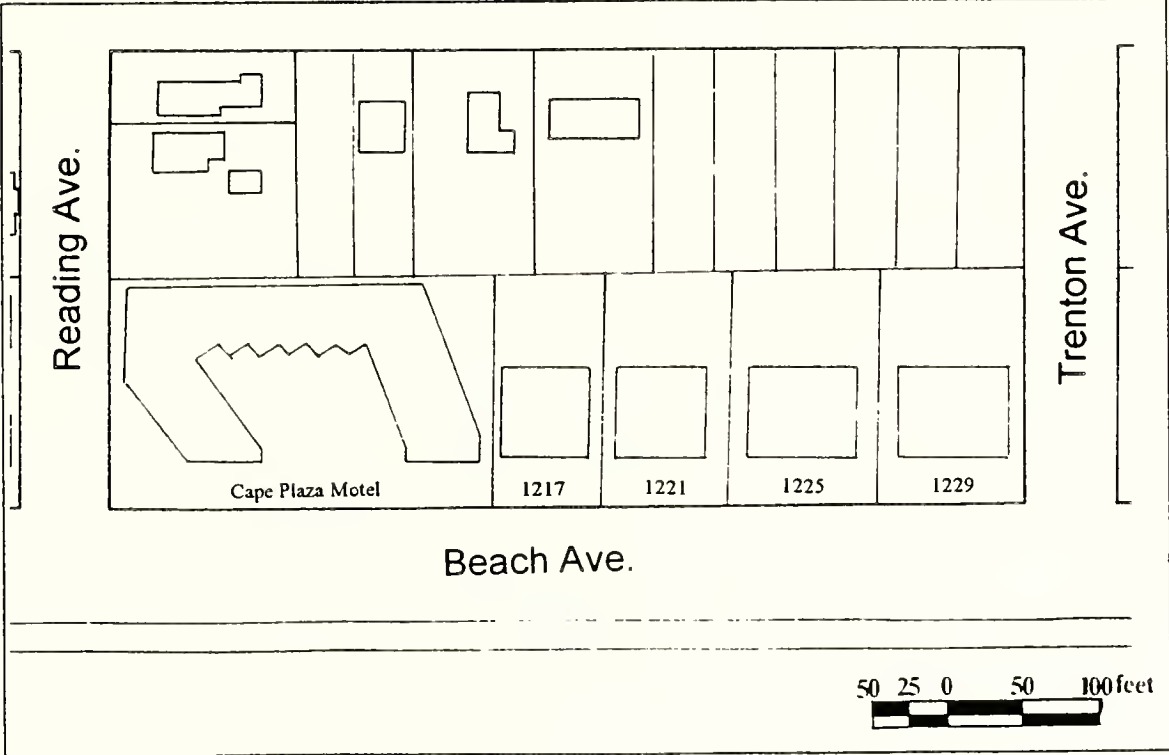 Reading Ave.
Trenton Ave.
Cape Plaza Motel
1217
1221
1225
1229
Beach Ave.
50 25 0 50 100 feet